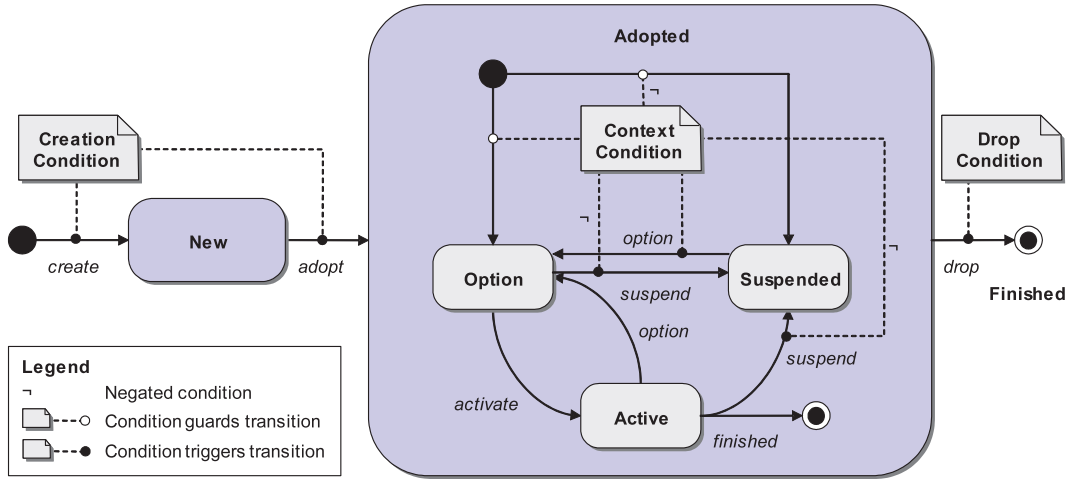 Adopted
¬
Creation
Condition
Context
Condition
Drop
Condition
¬
New
create
adopt
option
¬
drop
Option
suspend
Suspended
Finished
option
suspend
activate
Active
finished
Legend
¬ Negated condition
Condition guards transition
Condition triggers transition